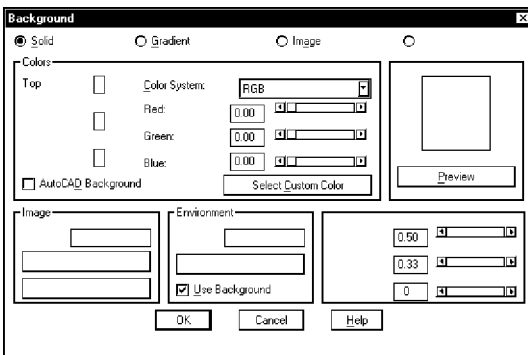 Background
Solid Gradient Image
Colors
Top Color System: RGB
Red: 0.00
Green: 0.00
Blue: 0.00
AutoCAD Background Select Custom Color
Preview
Image Environment
0.50
0.33
Use Background 0
OK Cancel Help